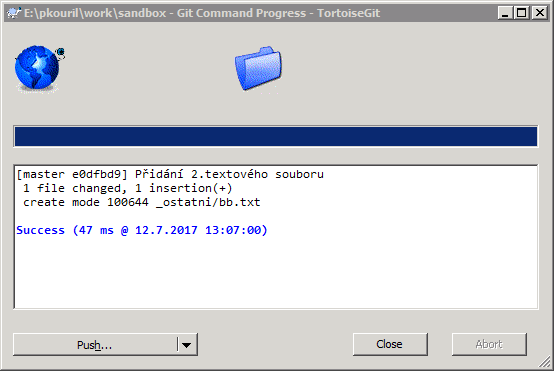 E:\pkouril\work\sandbox - Git Command Progress - TortoiseGit
[master e0dfbd9] Přidání 2.textového souboru
1 file changed, 1 insertion(+)
create mode 100644 _ostatni/bb.txt
Success (47 ms @ 12.7.2017 13:07:00)
Push...
Close
Abort